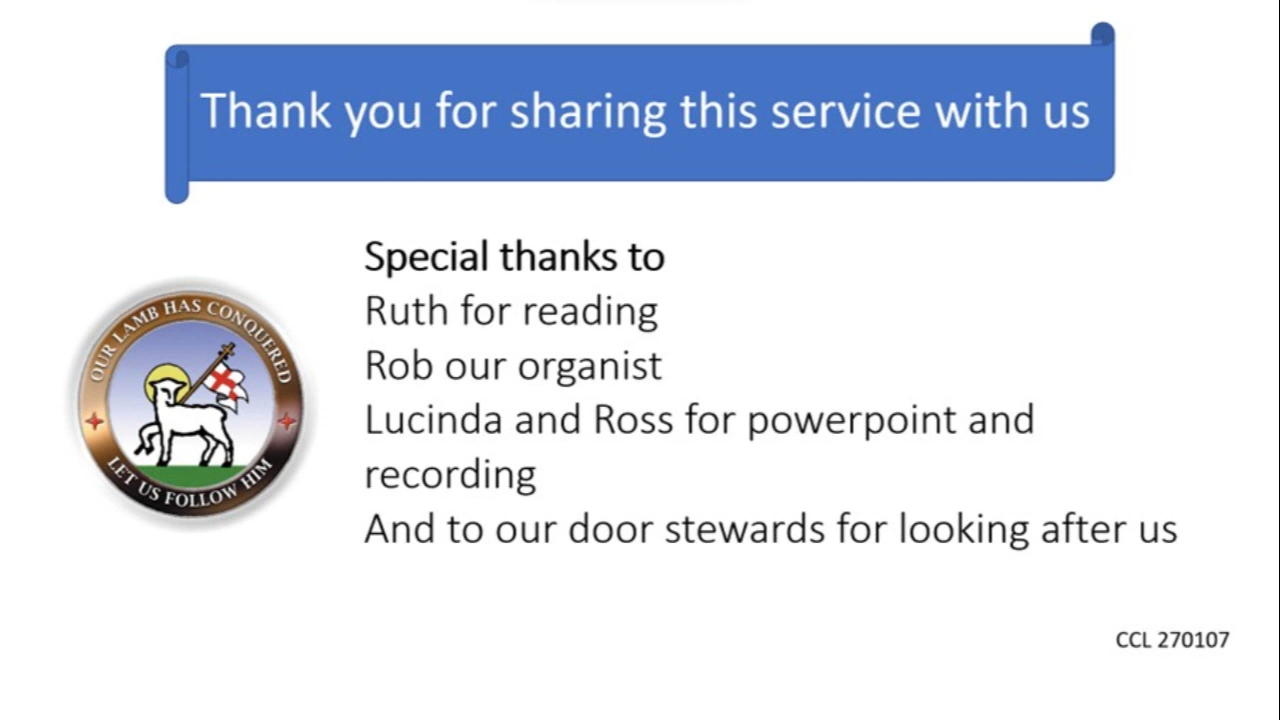 Thank you for sharing this service with us
Special thanks to
Ruth for reading
Rob our organist
Lucinda and Ross for powerpoint and
recording
And to our door stewards for looking after us
OUR LAMB HAS CONQUERED
LET US FOLLOW HIM
CCL 270107